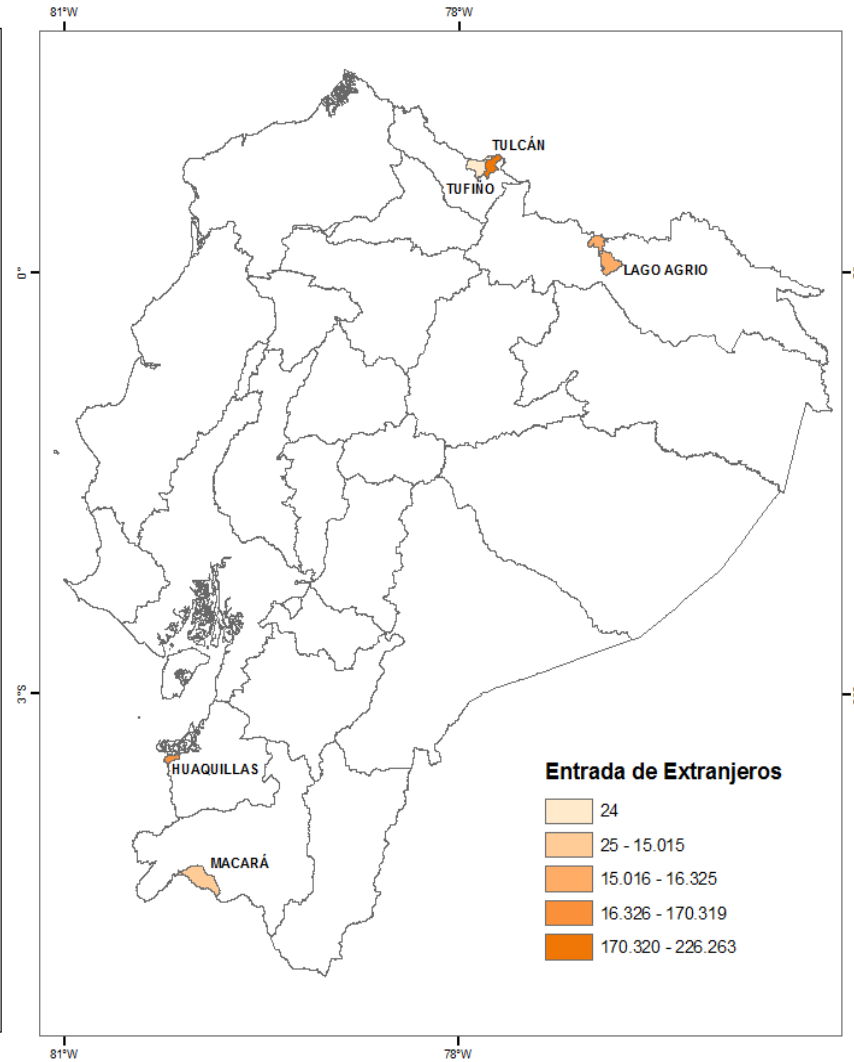 81°W
78°W
TULCÁN
TUFIÑO
0°
LAGO AGRIO
3°S
HUAQUILLAS
MACARÁ
Entrada de Extranjeros
24
25 - 15.015
15.016 - 16.325
16.326 - 170.319
170.320 - 226.263
81°W
78°W